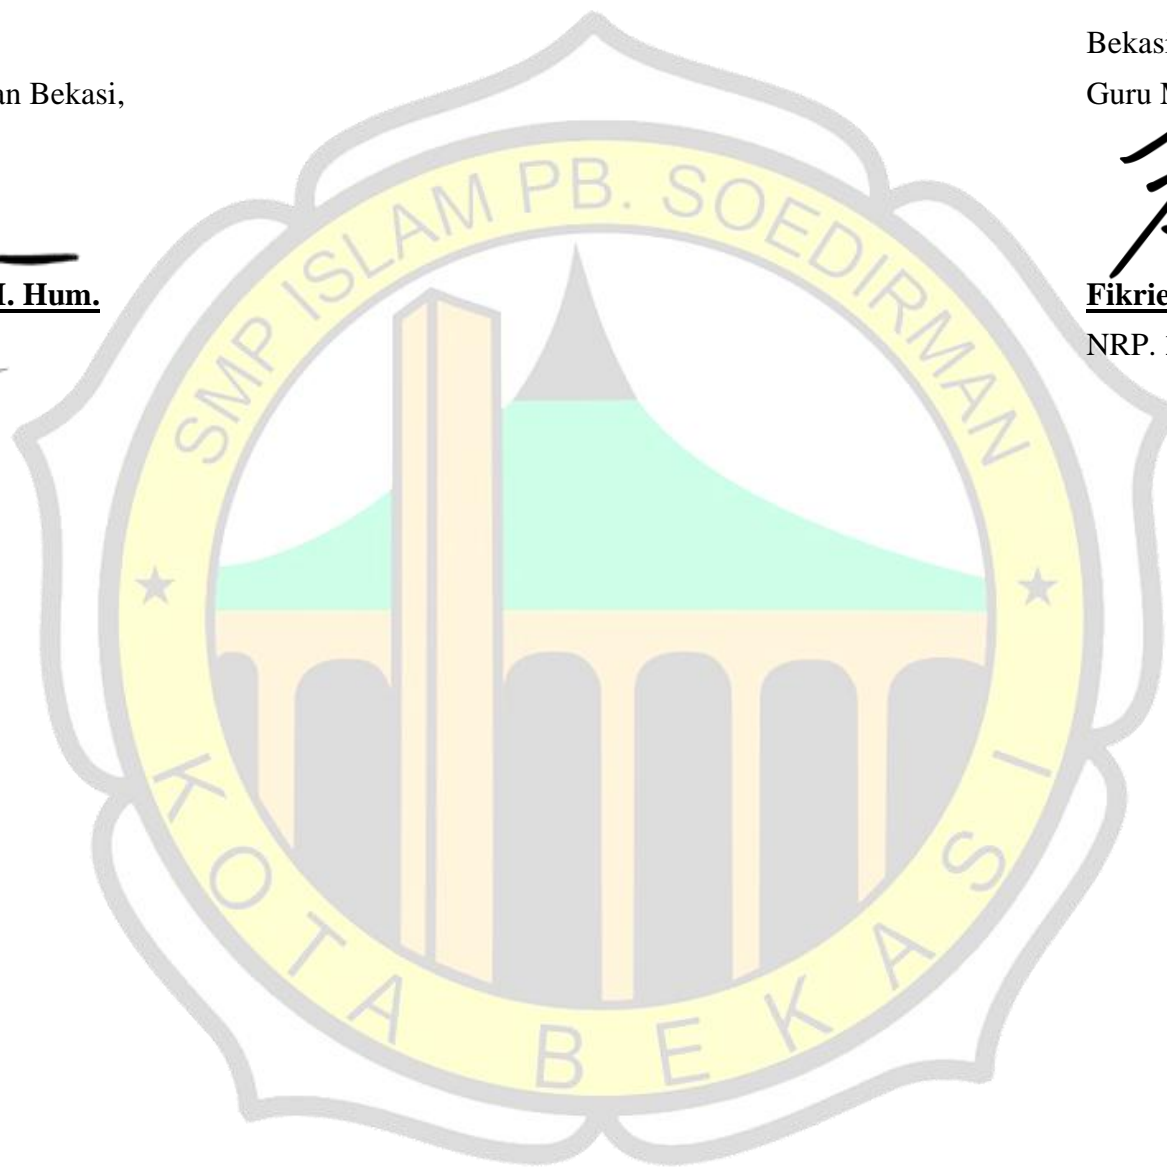 Bekasi
an Bekasi,
Guru M
I. Hum.
Fikrie
NRP.
SMP ISLAM PB. SOEDIRMAN
KOTA BEKASI